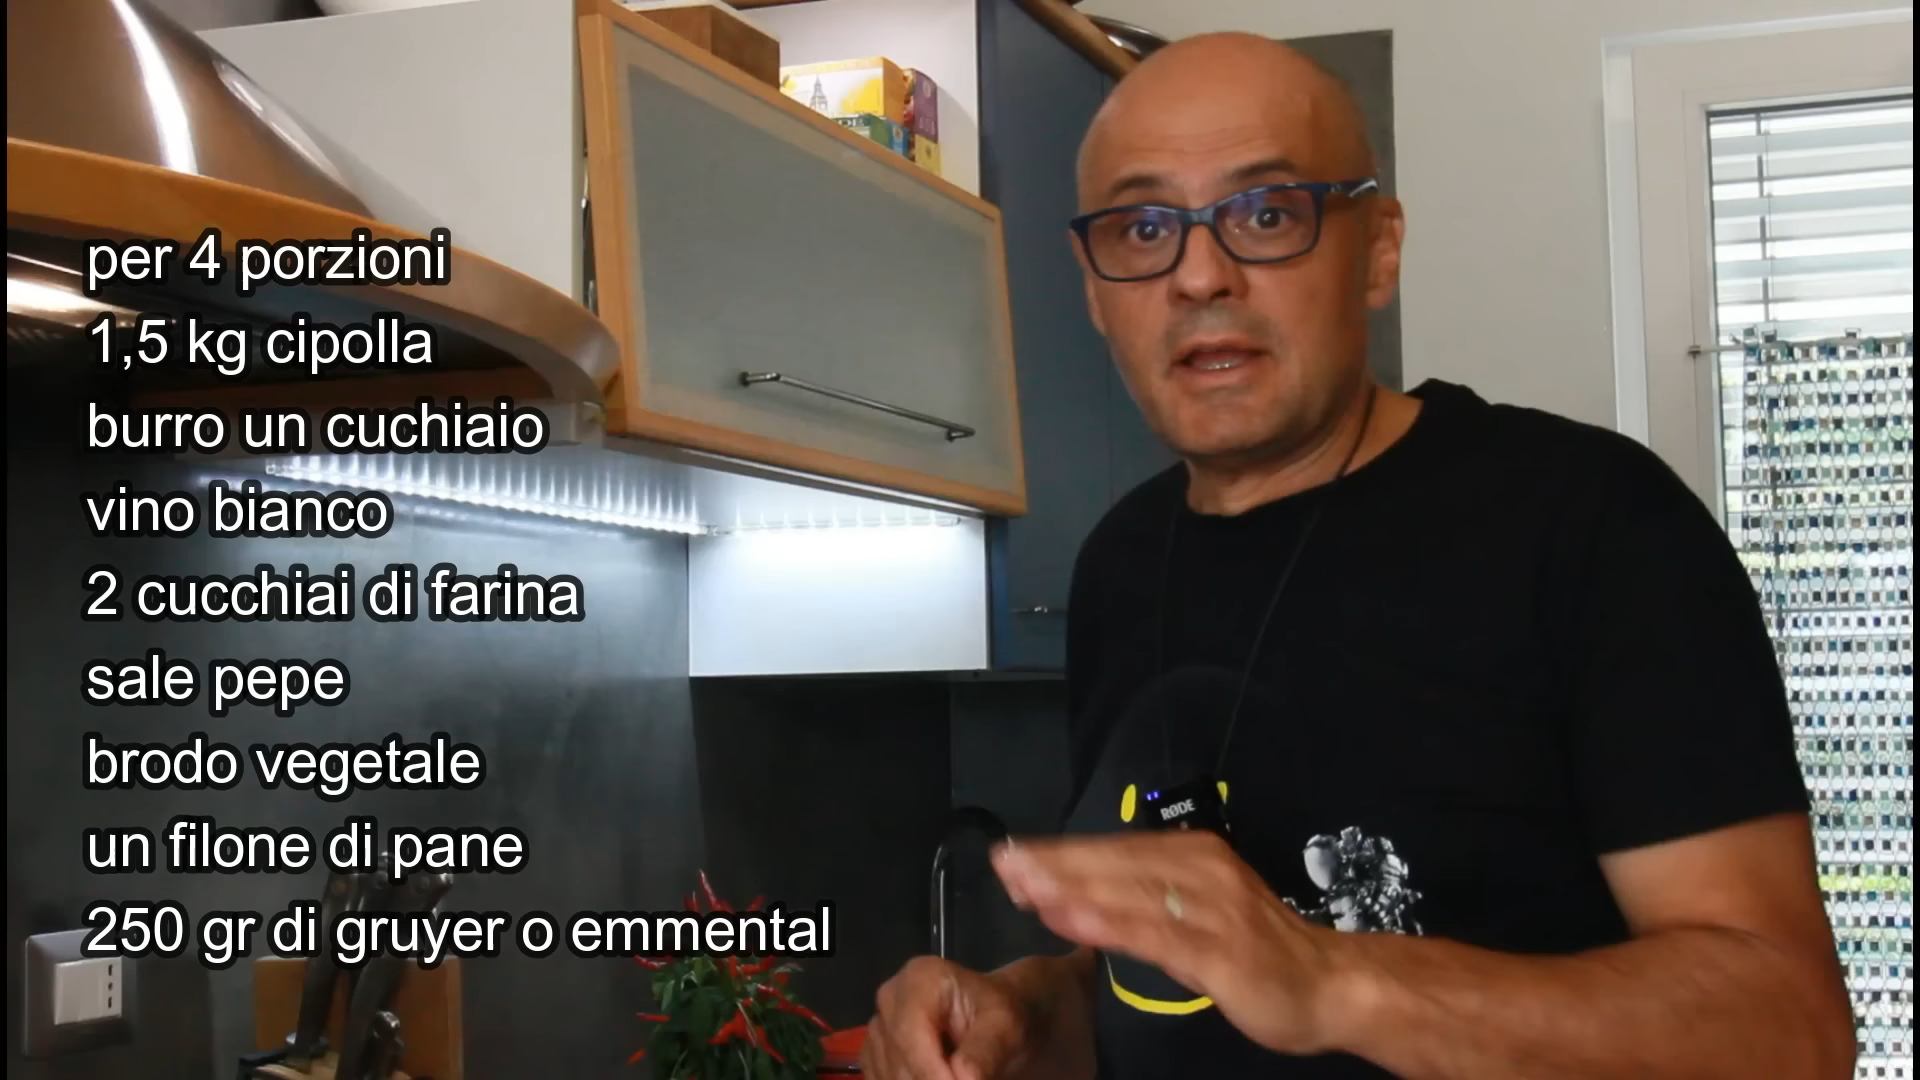 per 4 porzioni
1,5 kg cipolla
burro un cuchiaio
vino bianco
2 cucchiai di farina
sale pepe
brodo vegetale
un filone di pane
250 gr di gruyer o emmental
RØDE